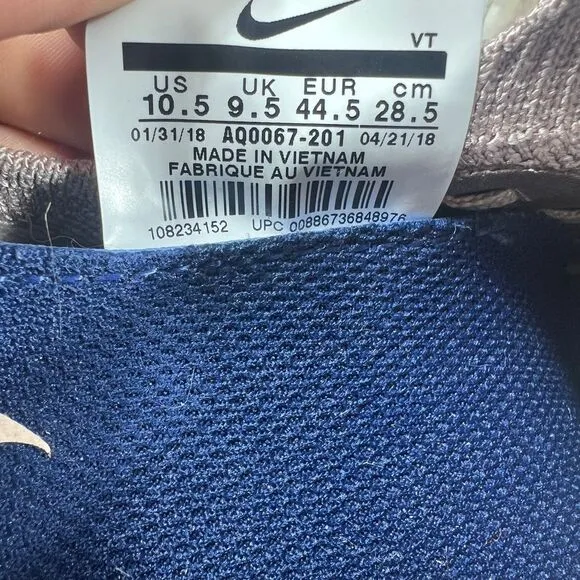 VT
US UK EUR cm
10.5 9.5 44.5 28.5
01/31/18 AQ0067-201 04/21/18
MADE IN VIETNAM
FABRIQUE AU VIETNAM
108234152 UPC 00886736848976